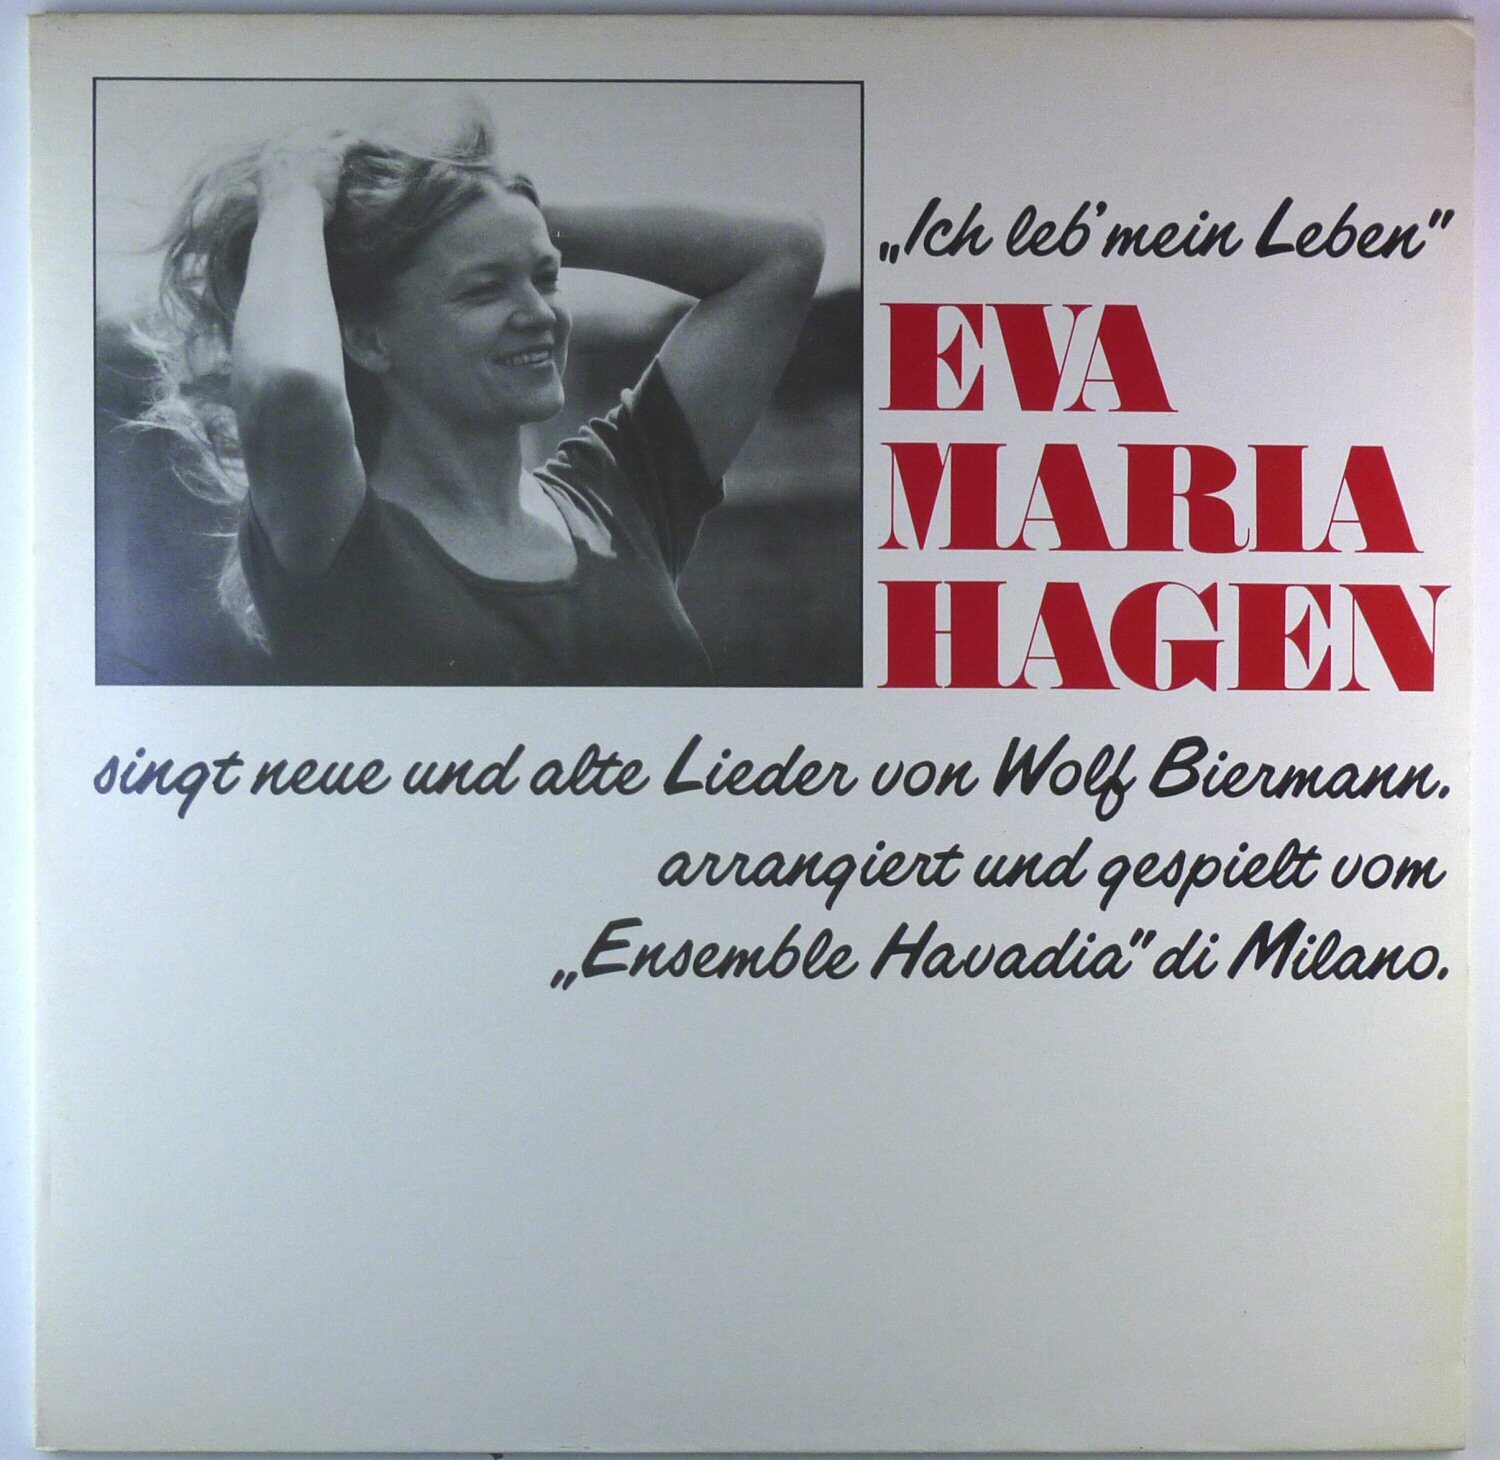 „Ich leb' mein Leben"
EVA
MARIA
HAGEN
singt neue und alte Lieder von Wolf Biermann.
arrangiert und gespielt vom
„Ensemble Havadia" di Milano.